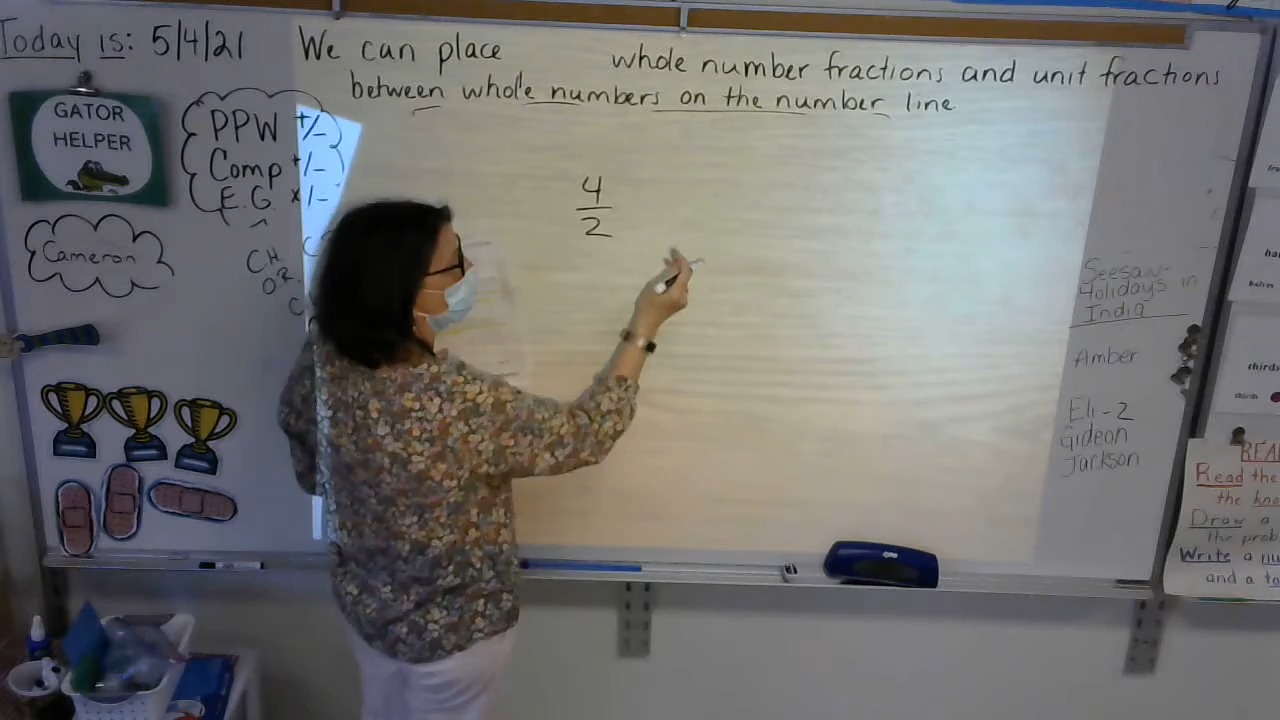 Today is: 5/4/21
We can place whole number fractions and unit fractions
between whole numbers on the number line
GATOR
HELPER
PPW +/-
Comp +/-
E.G. x/-
Cameron
4
2
Seesaw-
Holidays in
India
Amber
Eli-2
Gideon
Jackson
Read the
the
Draw a
the
Write a
and a